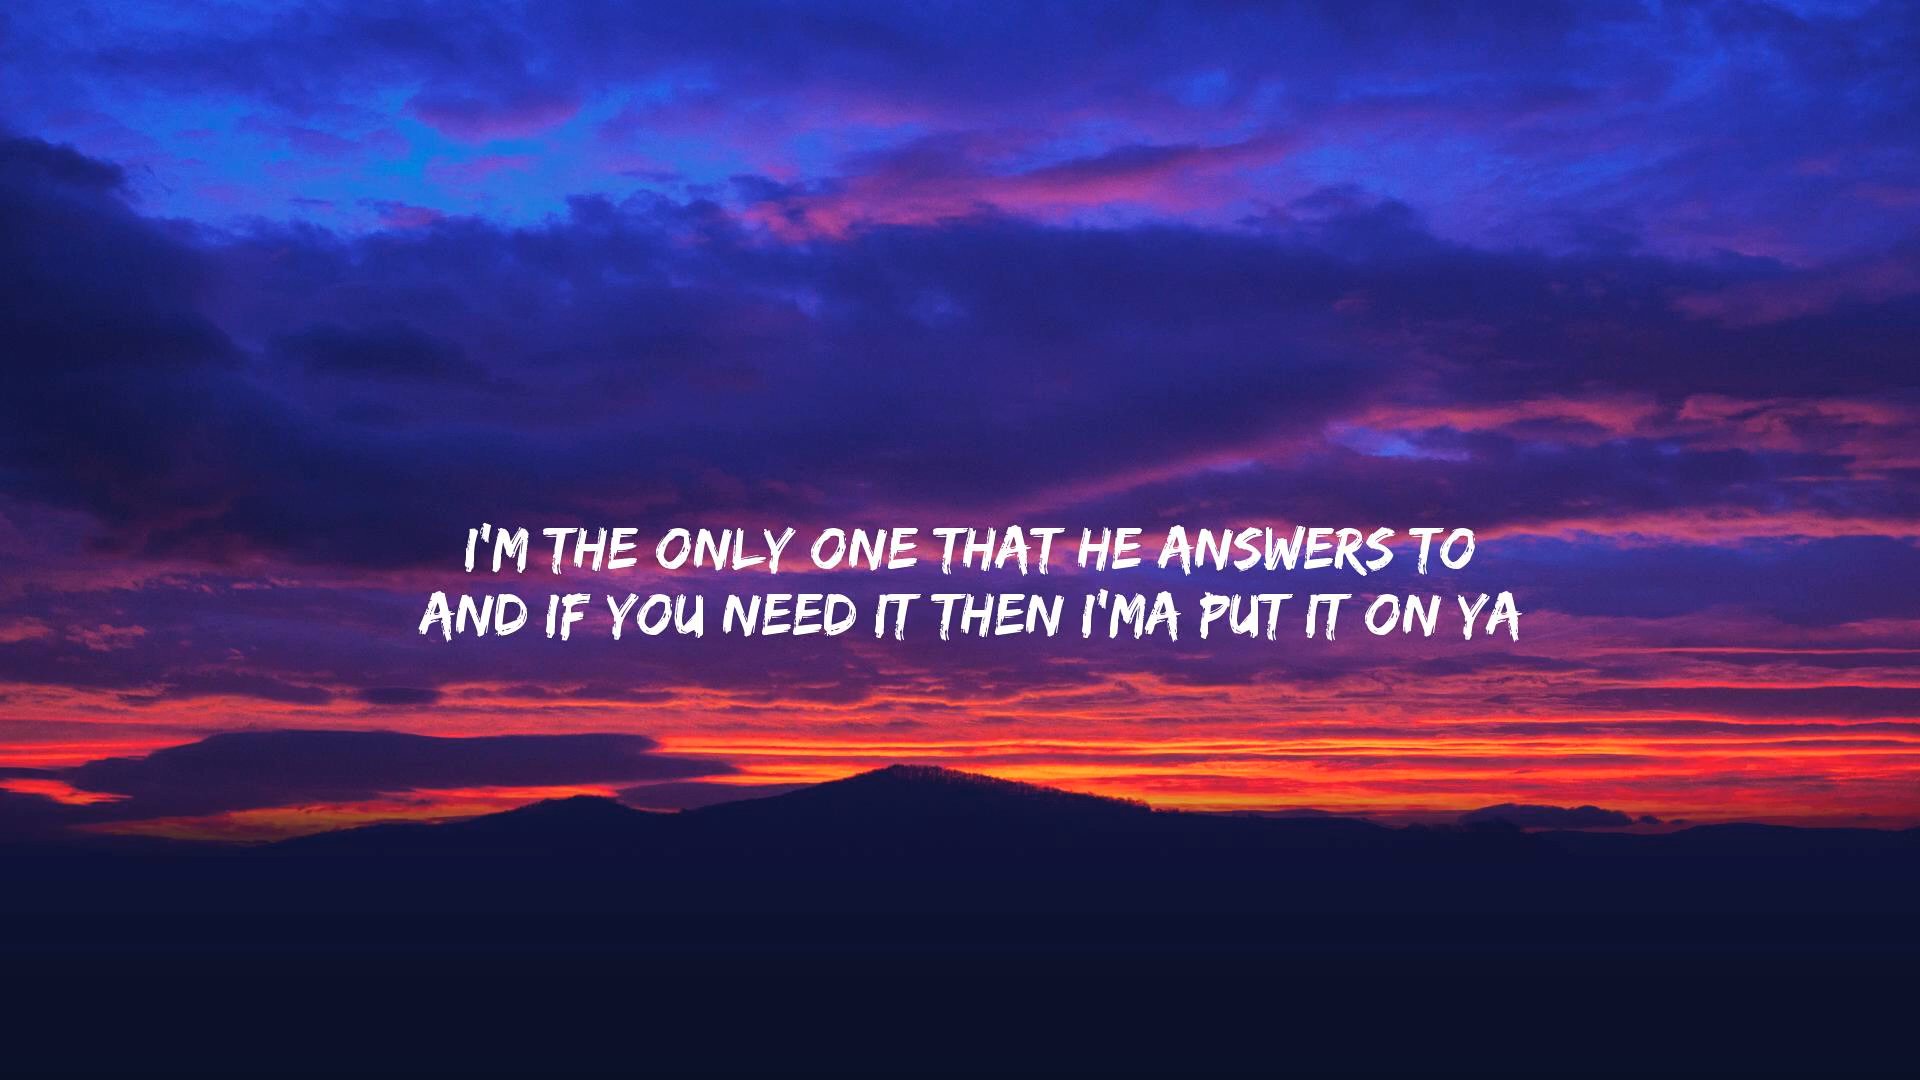 I'M THE ONLY ONE THAT HE ANSWERS TO
AND IF YOU NEED IT THEN I'MA PUT IT ON YA